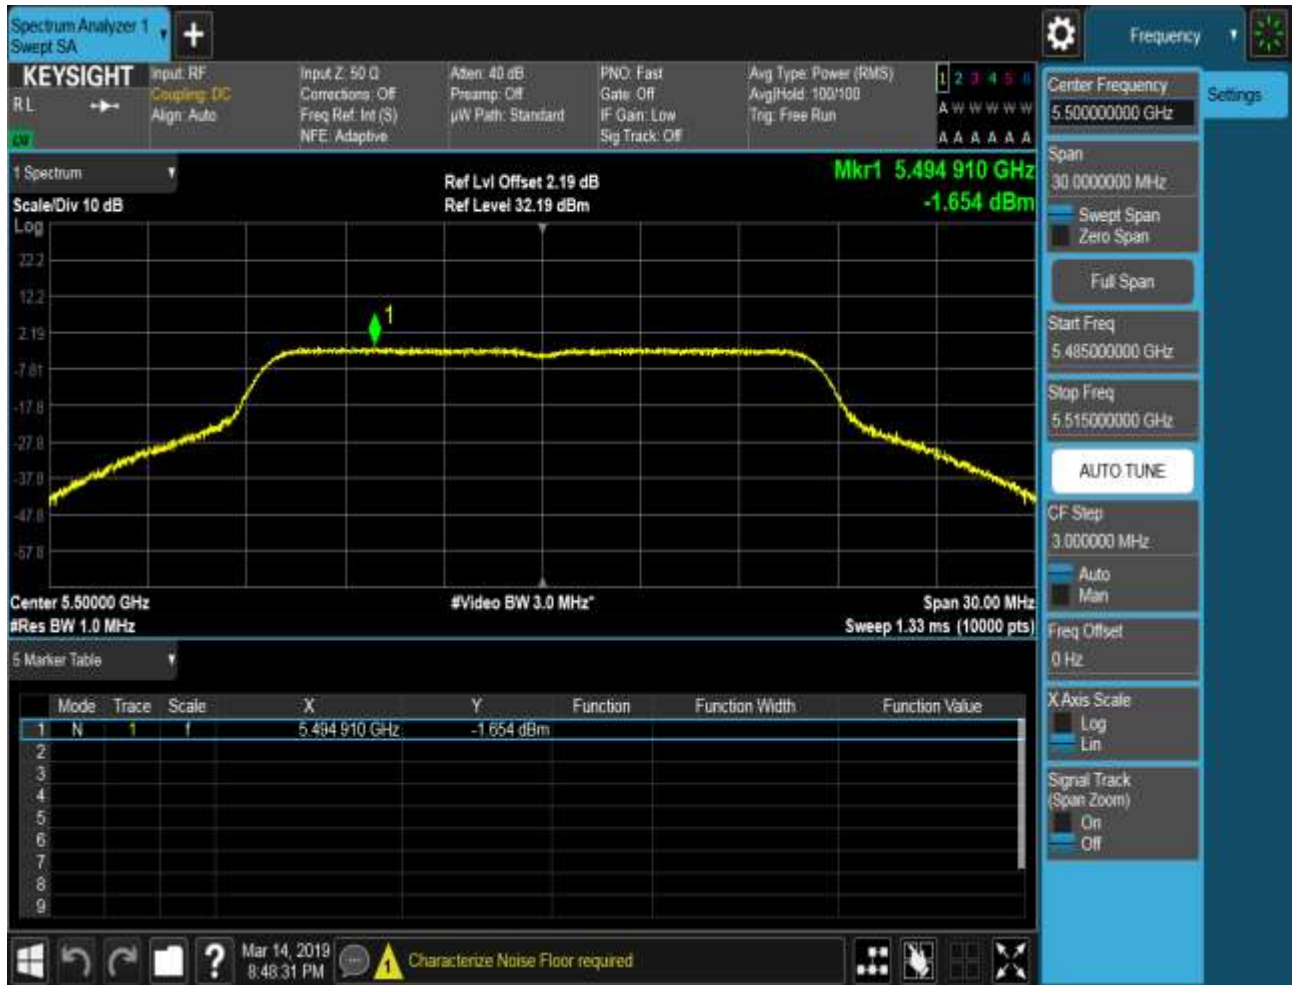 Spectrum Analyzer 1
Swept SA
+
Frequency
KEYSIGHT
RL
Input: RF
Coupling: DC
Align: Auto
Input Z: 50 Ω
Corrections: Off
Freq Ref: Int (S)
NFE: Adaptive
Atten: 40 dB
Preamp: Off
µW Path: Standard
PNO: Fast
Gate: Off
IF Gain: Low
Sig Track: Off
Avg Type: Power (RMS)
Avg|Hold: 100/100
Trig: Free Run
1 2 3 4 5 6
A W W W W W
A A A A A A
1 Spectrum
Scale/Div 10 dB
Ref Lvl Offset 2.19 dB
Ref Level 32.19 dBm
Mkr1 5.494 910 GHz
-1.654 dBm
Log
22.2
12.2
2.19
-7.81
-17.8
-27.8
-37.8
-47.8
-57.8
1
Center 5.50000 GHz
#Res BW 1.0 MHz
#Video BW 3.0 MHz*
Span 30.00 MHz
Sweep 1.33 ms (10000 pts)
5 Marker Table
Mode Trace Scale X Y Function Function Width Function Value
1 N 1 f 5.494 910 GHz -1.654 dBm
2
3
4
5
6
7
8
9
Mar 14, 2019
8:48:31 PM
?
1
Characterize Noise Floor required
Center Frequency
5.500000000 GHz
Settings
Span
30.0000000 MHz
Swept Span
Zero Span
Full Span
Start Freq
5.485000000 GHz
Stop Freq
5.515000000 GHz
AUTO TUNE
CF Step
3.000000 MHz
Auto
Man
Freq Offset
0 Hz
X Axis Scale
Log
Lin
Signal Track
(Span Zoom)
On
Off